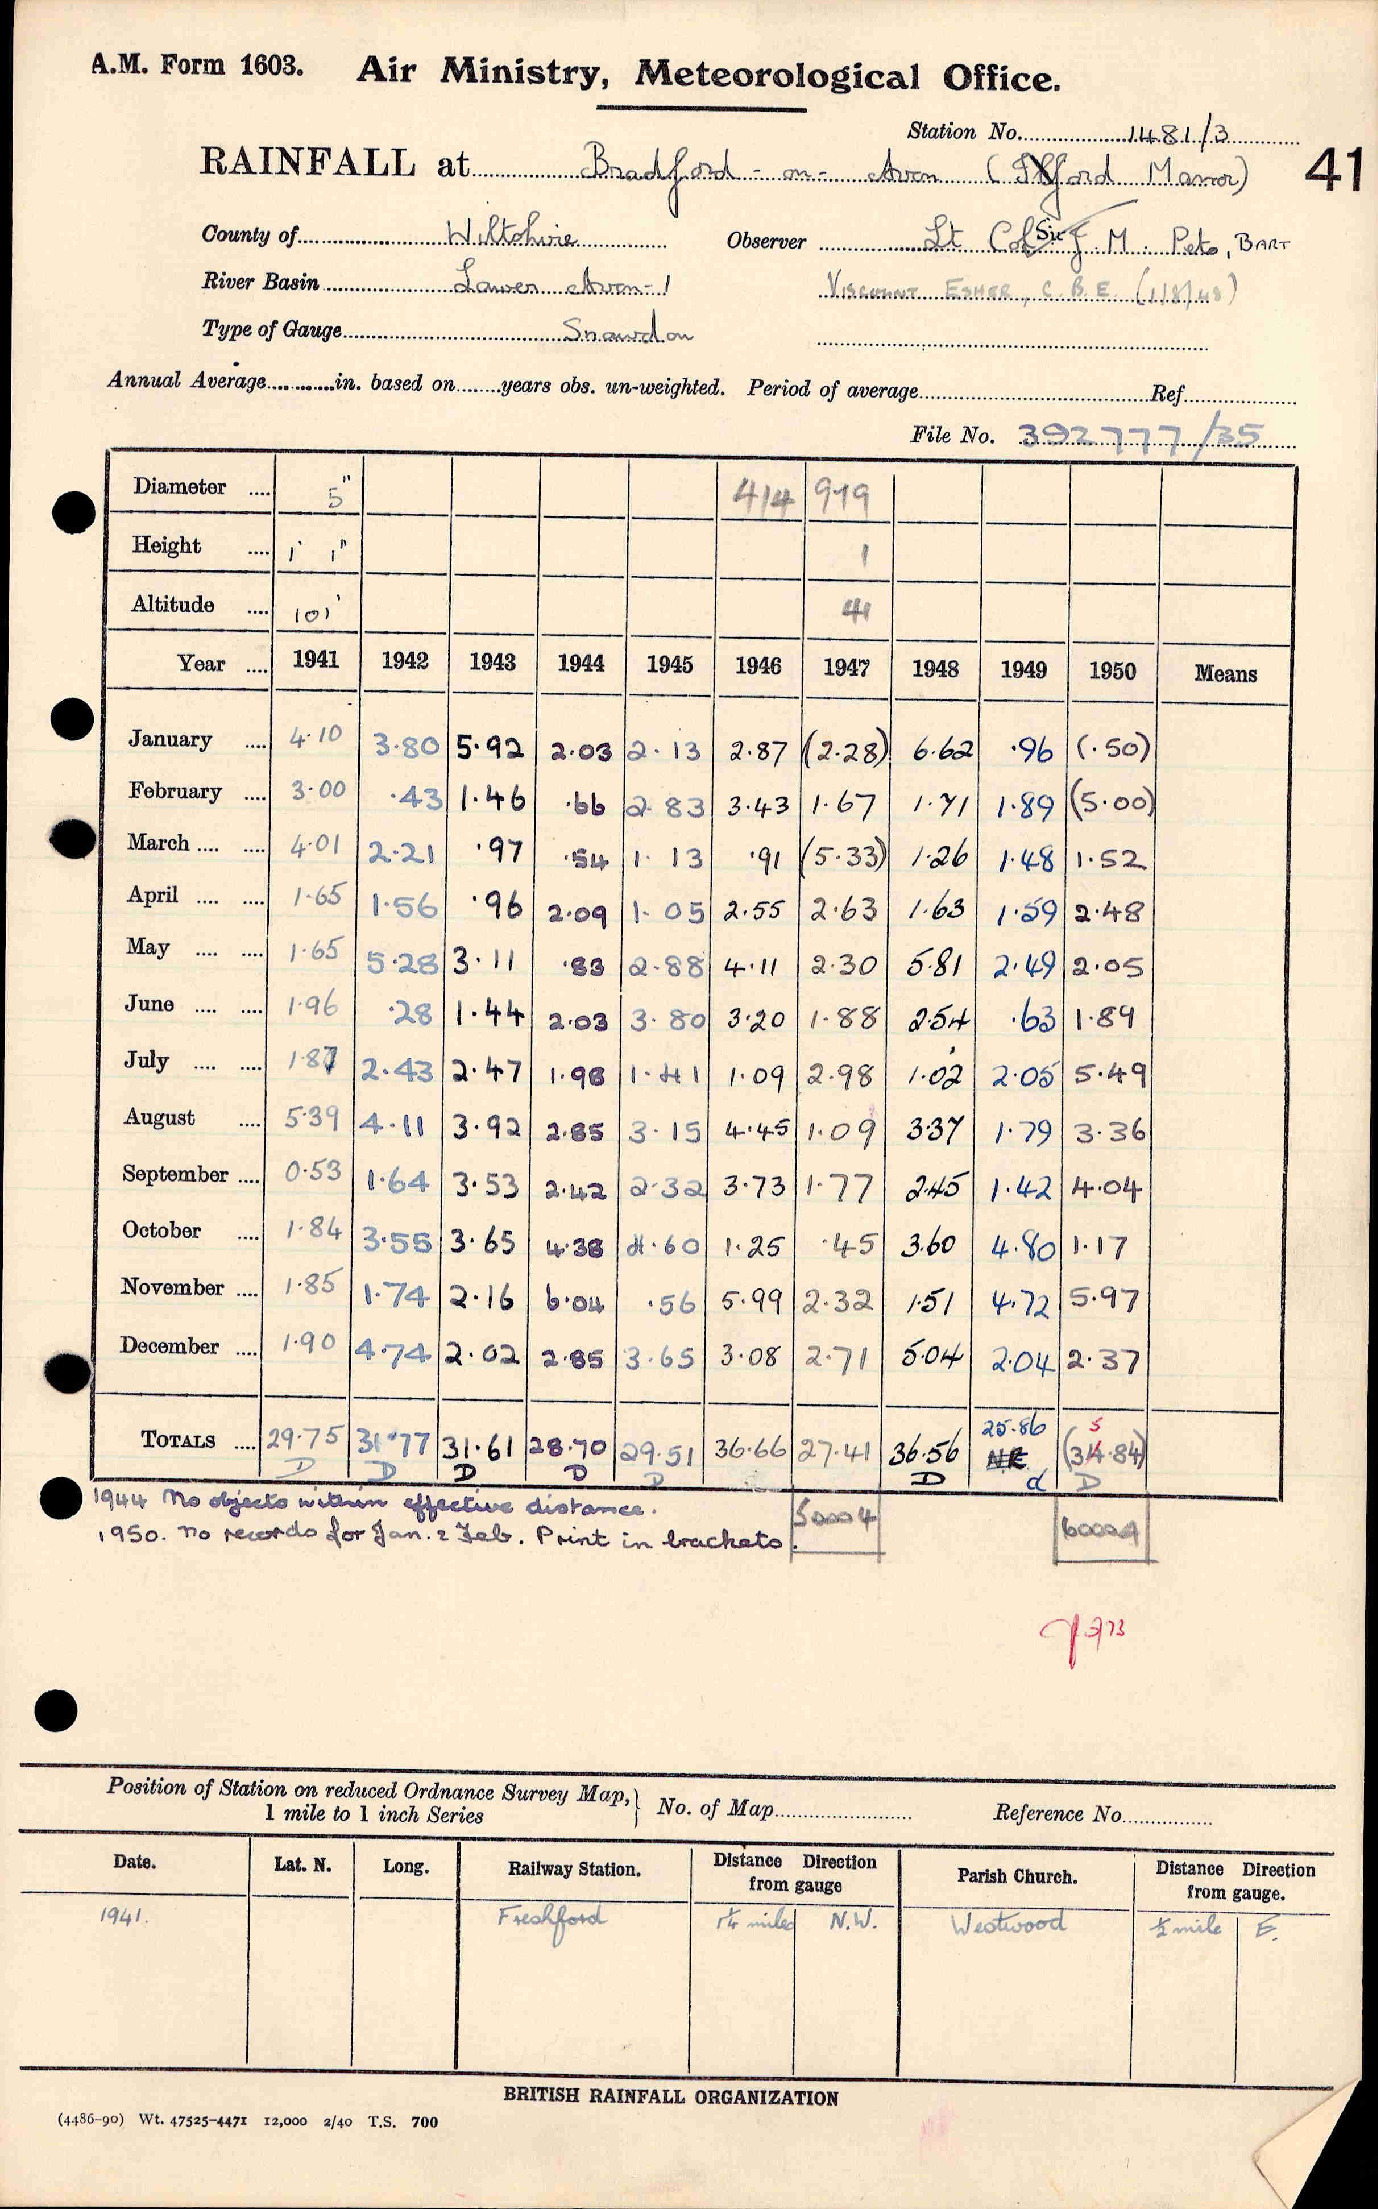 A.M. Form 1603. Air Ministry, Meteorological Office.
Station No. 1481/3
RAINFALL at Bradford-on-Avon (Ilford Manor) 41
County of Wiltshire Observer Lt Col Sir J. M. Peto, BART
River Basin Lower Avon-1 VISCOUNT ESHER, C.B.E. (1/8/48)
Type of Gauge Snowdon
Annual Average in. based on years obs. un-weighted. Period of average Ref
File No. 392777/35
Diameter 5" 414 979
Height 1' 1" 1
Altitude 101' 41
Year 1941 1942 1943 1944 1945 1946 1947 1948 1949 1950 Means
January 4.10 3.80 5.92 2.03 2.13 2.87 (2.28) 6.62 .96 (.50)
February 3.00 .43 1.46 .66 2.83 3.43 1.67 1.71 1.89 (5.00)
March 4.01 2.21 .97 .54 1.13 .91 (5.33) 1.26 1.48 1.52
April 1.65 1.56 .96 2.09 1.05 2.55 2.63 1.63 1.59 2.48
May 1.65 5.28 3.11 .83 2.88 4.11 2.30 5.81 2.49 2.05
June 1.96 .28 1.44 2.03 3.80 3.20 1.88 2.54 .63 1.89
July 1.87 2.43 2.47 1.98 1.41 1.09 2.98 1.02 2.05 5.49
August 5.39 4.11 3.92 2.85 3.15 4.45 1.09 3.37 1.79 3.36
September 0.53 1.64 3.53 2.42 2.32 3.73 1.77 2.45 1.42 4.04
October 1.84 3.55 3.65 4.38 4.60 1.25 .45 3.60 4.80 1.17
November 1.85 1.74 2.16 6.04 .56 5.99 2.32 1.51 4.72 5.97
December 1.90 4.74 2.02 2.85 3.65 3.08 2.71 5.04 2.04 2.37
25.86 5
TOTALS 29.75 31.77 31.61 28.70 29.51 36.66 27.41 36.56 NR (34.84)
D D D D D D d D
1944 No objects within effective distance. 50004
1950. No records for Jan. & Feb. Print in brackets. 60004
Position of Station on reduced Ordnance Survey Map,
1 mile to 1 inch Series No. of Map Reference No.
Date. Lat. N. Long. Railway Station. Distance Direction from gauge Parish Church. Distance Direction from gauge.
1941. Freshford 1¼ miles N.W. Westwood ½ mile E.
BRITISH RAINFALL ORGANIZATION
(4486-90) Wt. 47525-4471 12,000 2/40 T.S. 700